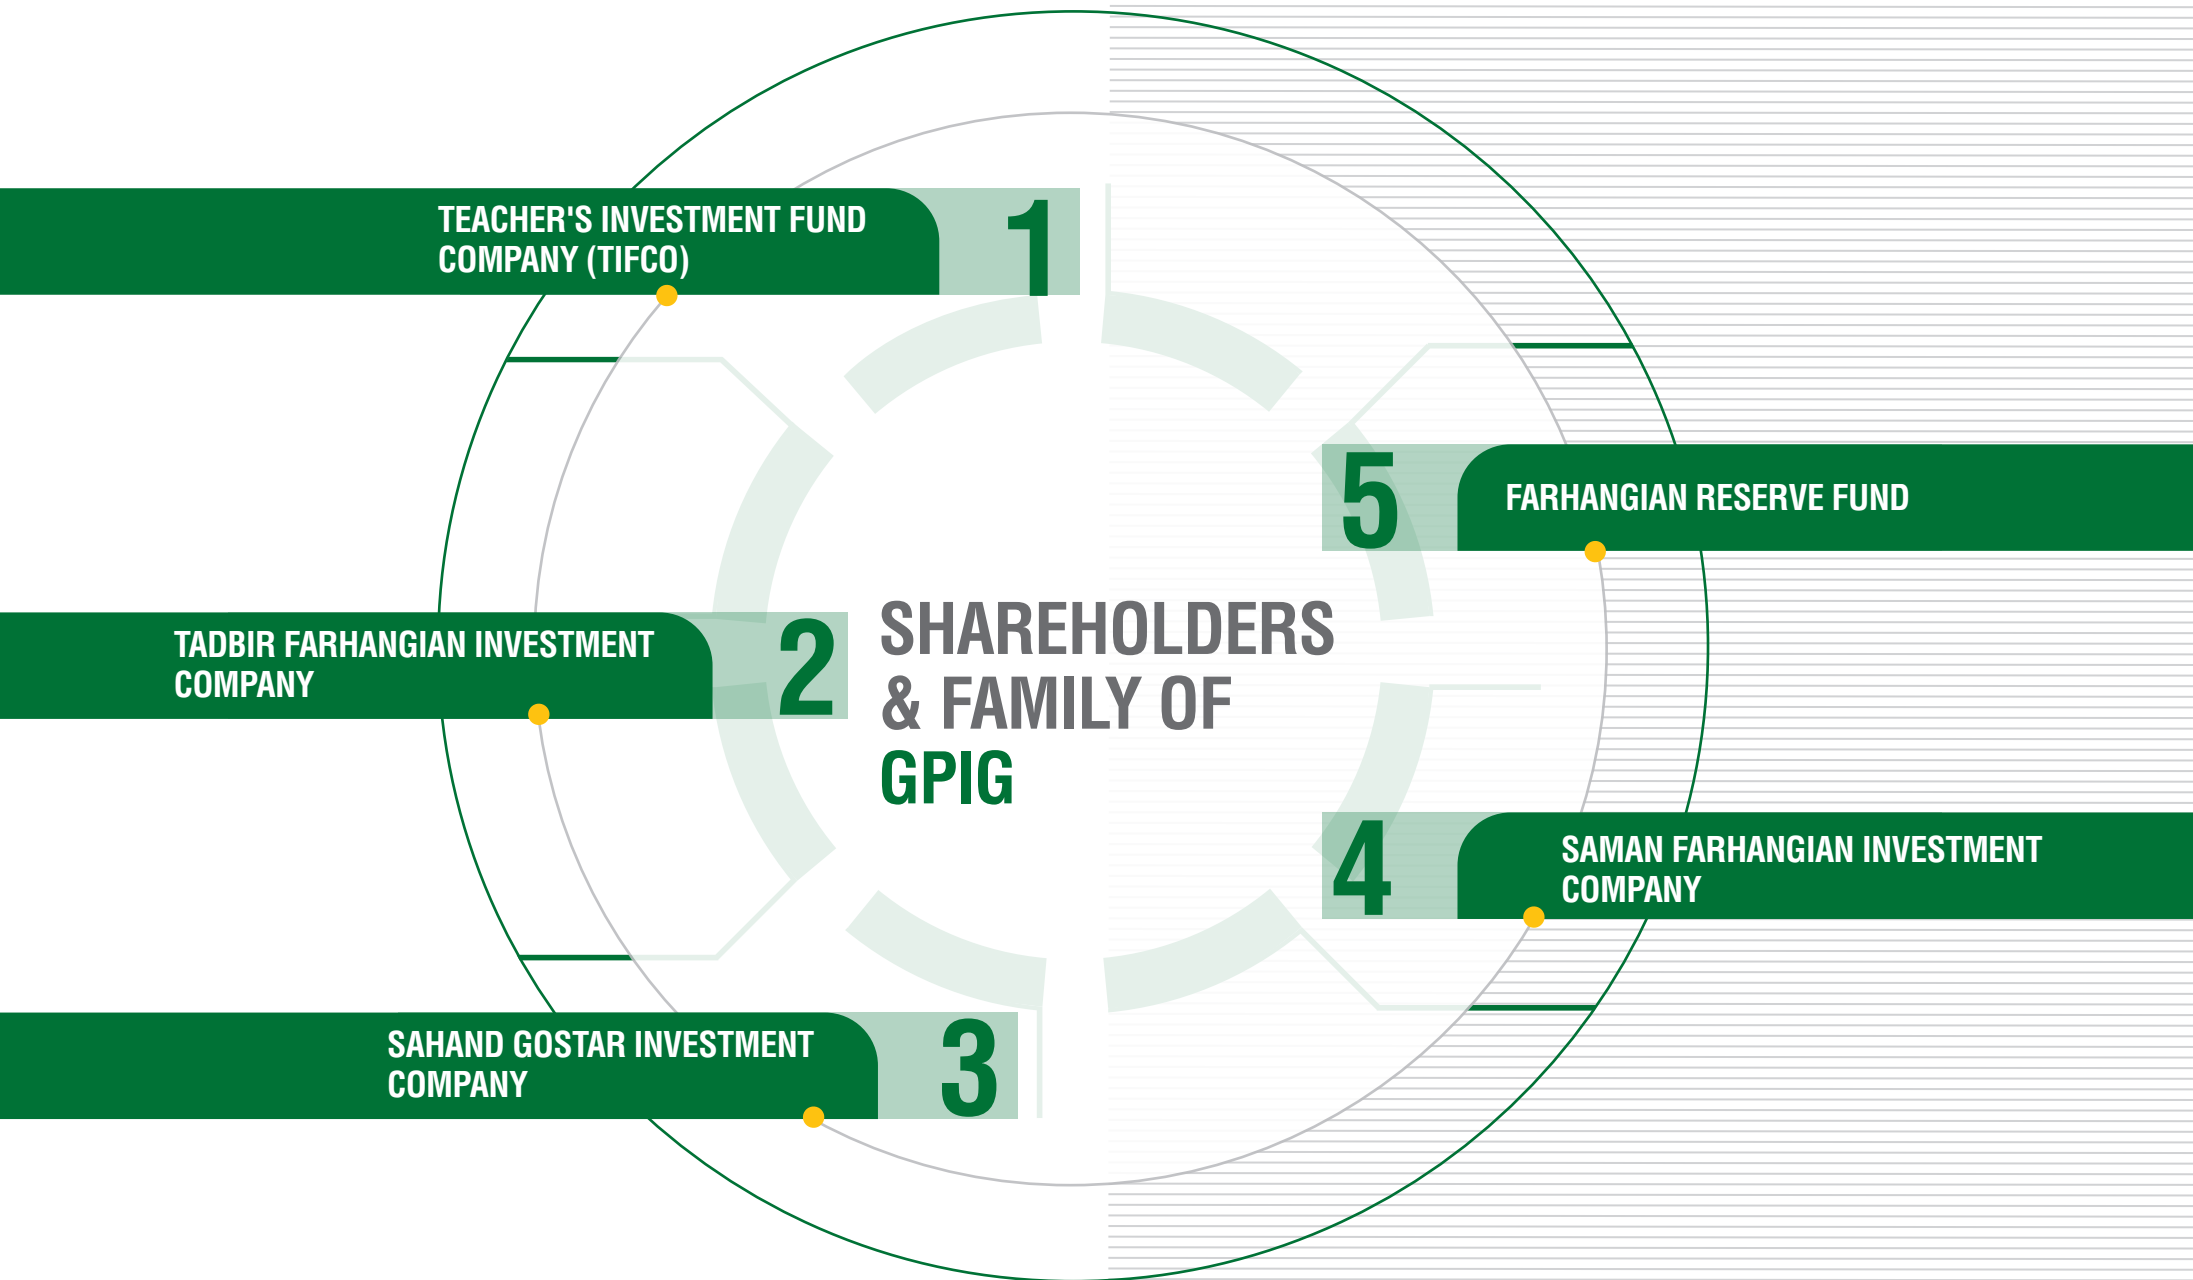 TEACHER'S INVESTMENT FUND
COMPANY (TIFCO)
1
TADBIR FARHANGIAN INVESTMENT
COMPANY
2
SAHAND GOSTAR INVESTMENT
COMPANY
3
SHAREHOLDERS
& FAMILY OF
GPIG
5
FARHANGIAN RESERVE FUND
4
SAMAN FARHANGIAN INVESTMENT
COMPANY